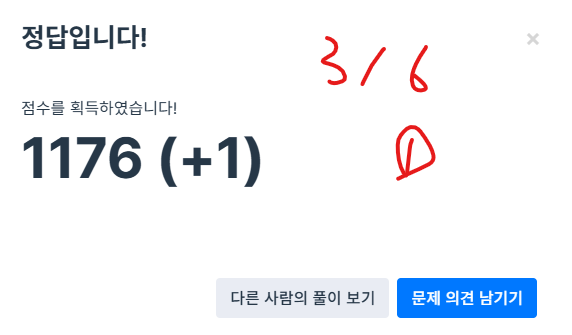 정답입니다!
3/6
점수를 획득하였습니다!
1176 (+1)
①
다른 사람의 풀이 보기
문제 의견 남기기